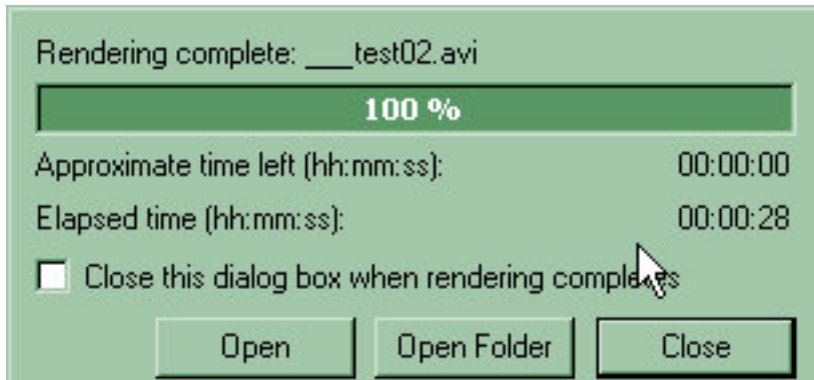 Rendering complete: ___test02.avi
100 %
Approximate time left (hh:mm:ss): 00:00:00
Elapsed time (hh:mm:ss): 00:00:28
Close this dialog box when rendering completes
Open Open Folder Close